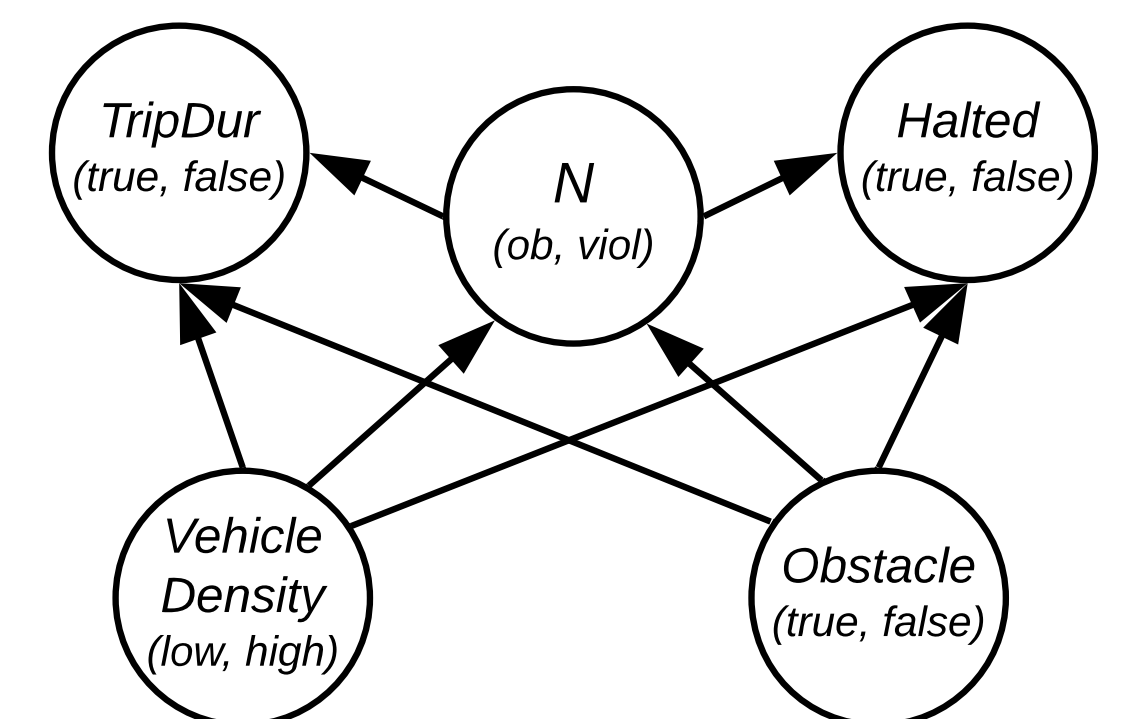 TripDur
(true, false)
N
(ob, viol)
Halted
(true, false)
Vehicle
Density
(low, high)
Obstacle
(true, false)